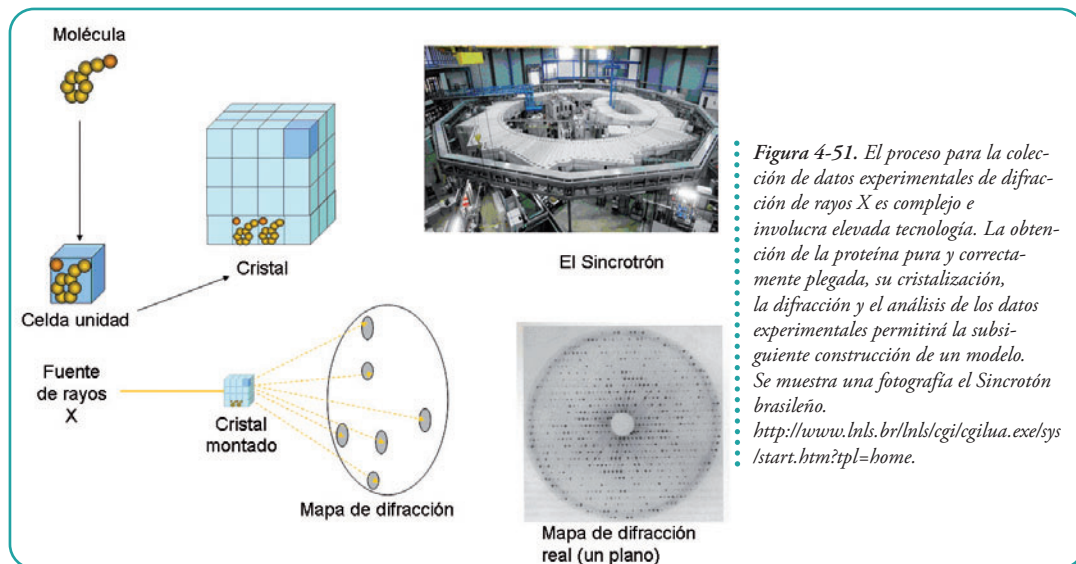 Molécula
Celda unidad
Cristal
El Sincrotrón
Fuente
de rayos
X
Cristal
montado
Mapa de difracción
Mapa de difracción
real (un plano)
Figura 4-51. El proceso para la colec-
ción de datos experimentales de difrac-
ción de rayos X es complejo e
involucra elevada tecnología. La obten-
ción de la proteína pura y correcta-
mente plegada, su cristalización,
la difracción y el análisis de los datos
experimentales permitirá la subsi-
guiente construcción de un modelo.
Se muestra una fotografía el Sincrotón
brasileño.
http://www.lnls.br/lnls/cgi/cgilua.exe/sys
/start.htm?tpl=home.